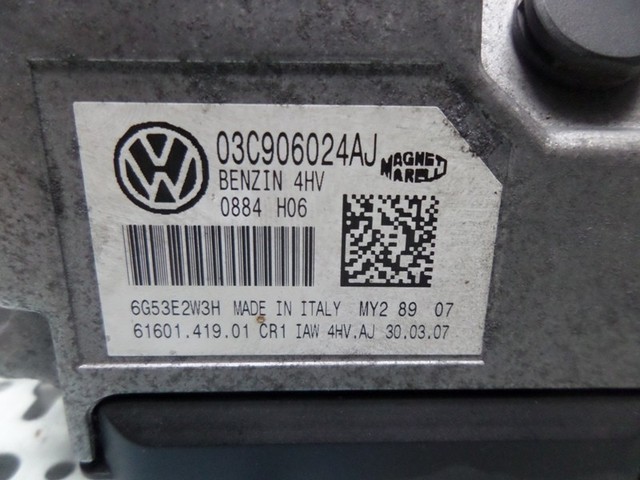 03C906024AJ
MAGNETI
MARELLI
BENZIN 4HV
0884 H06
6G53E2W3H MADE IN ITALY MY2 89 07
61601.419.01 CR1 IAW 4HV.AJ 30.03.07